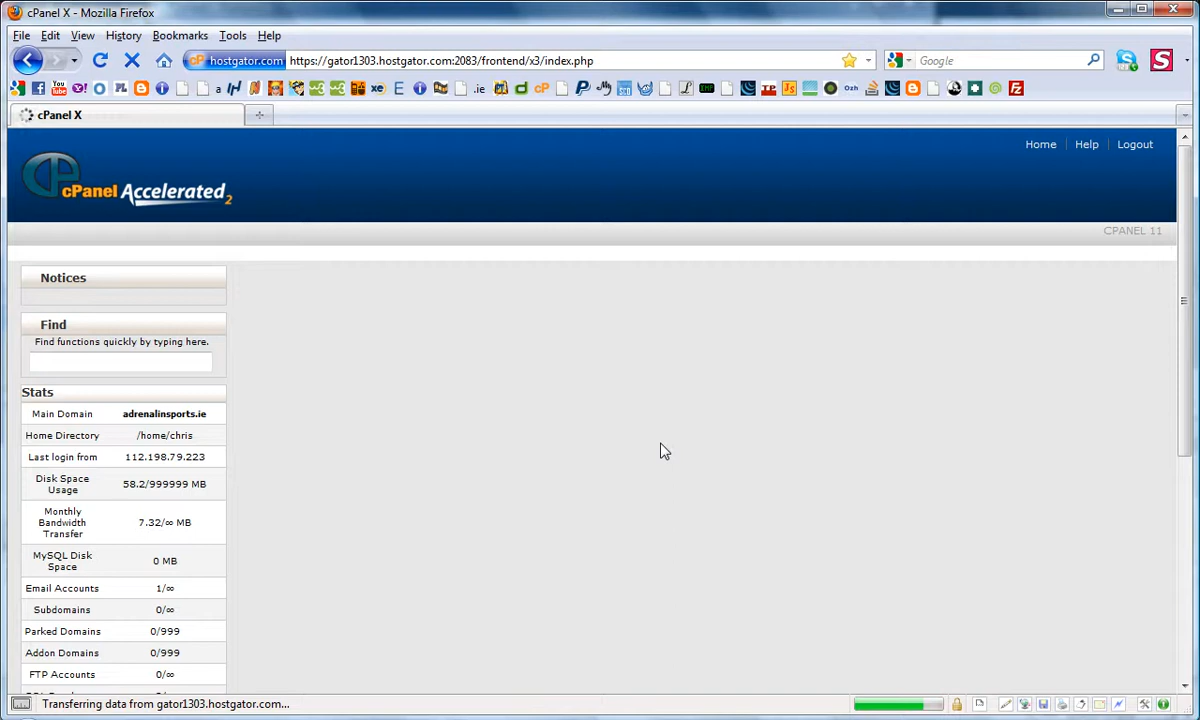 cPanel X - Mozilla Firefox
File Edit View History Bookmarks Tools Help
hostgator.com https://gator1303.hostgator.com:2083/frontend/x3/index.php Google
cPanel X
Home Help Logout
cPanel Accelerated2
CPANEL 11
Notices
Find
Find functions quickly by typing here.
Stats
Main Domain adrenalinsports.ie
Home Directory /home/chris
Last login from 112.198.79.223
Disk Space Usage 58.2/999999 MB
Monthly Bandwidth Transfer 7.32/∞ MB
MySQL Disk Space 0 MB
Email Accounts 1/∞
Subdomains 0/∞
Parked Domains 0/999
Addon Domains 0/999
FTP Accounts 0/∞
Transferring data from gator1303.hostgator.com...